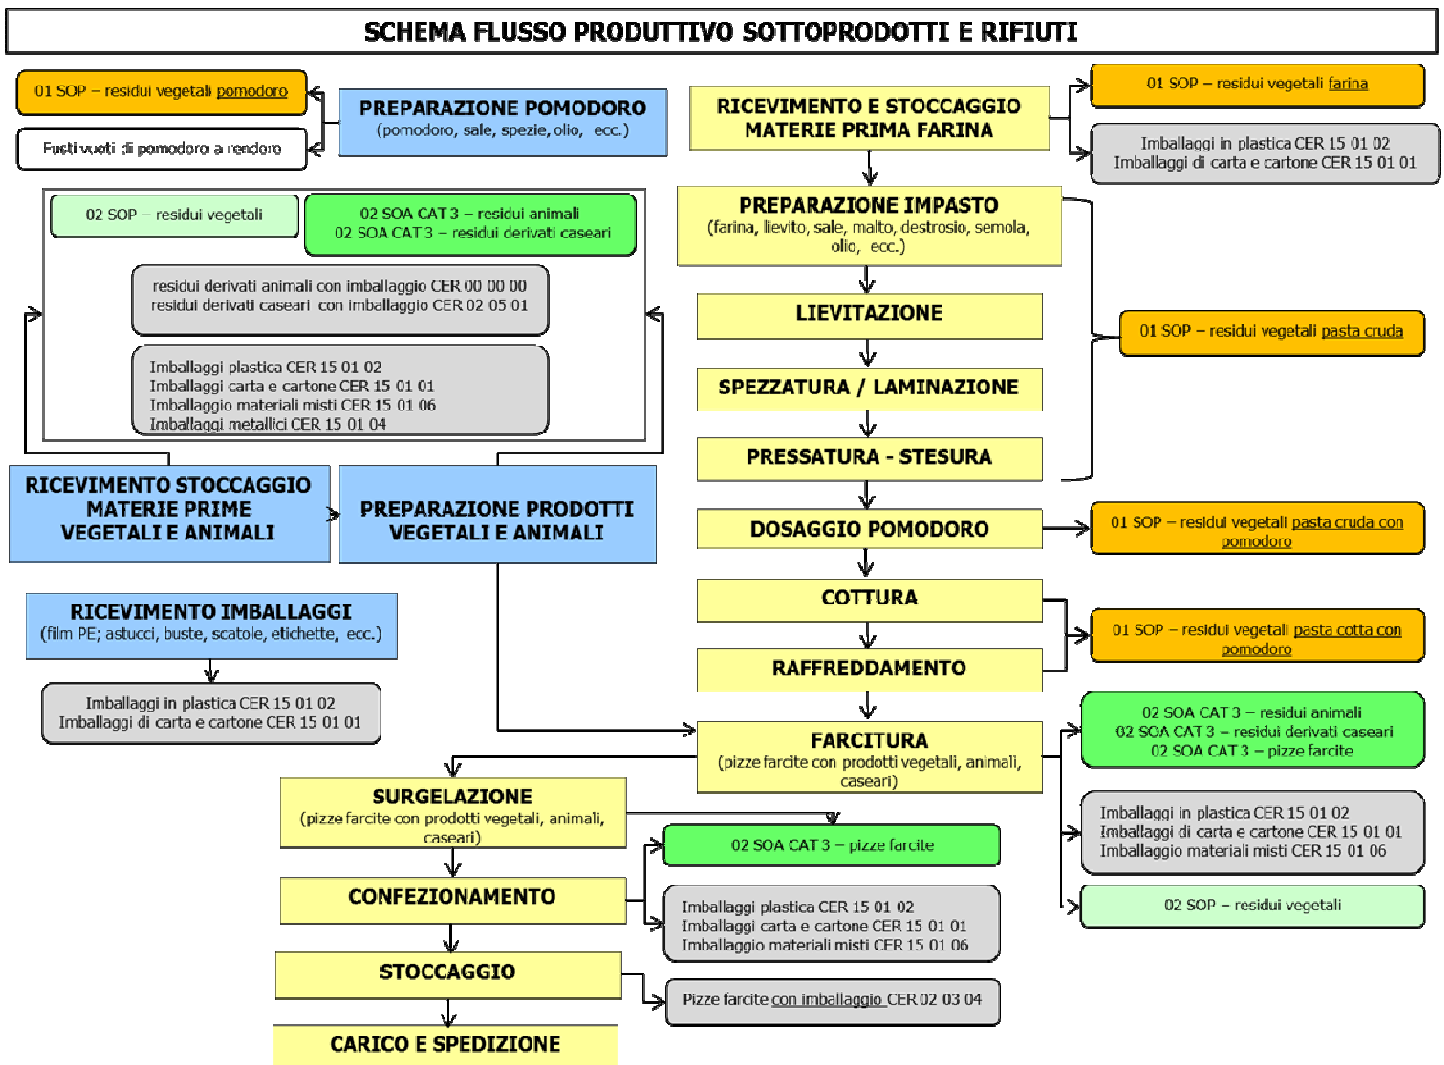 SCHEMA FLUSSO PRODUTTIVO SOTTOPRODOTTI E RIFIUTI
01 SOP – residui vegetali pomodoro
Fusti vuoti di pomodoro a rendere
PREPARAZIONE POMODORO
(pomodoro, sale, spezie, olio, ecc.)
RICEVIMENTO E STOCCAGGIO
MATERIE PRIMA FARINA
01 SOP – residui vegetali farina
Imballaggi in plastica CER 15 01 02
Imballaggi di carta e cartone CER 15 01 01
02 SOP – residui vegetali
02 SOA CAT 3 – residui animali
02 SOA CAT 3 – residui derivati caseari
residui derivati animali con imballaggio CER 00 00 00
residui derivati caseari con imballaggio CER 02 05 01
Imballaggi plastica CER 15 01 02
Imballaggi carta e cartone CER 15 01 01
Imballaggio materiali misti CER 15 01 06
Imballaggi metallici CER 15 01 04
PREPARAZIONE IMPASTO
(farina, lievito, sale, malto, destrosio, semola,
olio, ecc.)
LIEVITAZIONE
SPEZZATURA / LAMINAZIONE
PRESSATURA - STESURA
01 SOP – residui vegetali pasta cruda
RICEVIMENTO STOCCAGGIO
MATERIE PRIME
VEGETALI E ANIMALI
PREPARAZIONE PRODOTTI
VEGETALI E ANIMALI
DOSAGGIO POMODORO
01 SOP – residui vegetali pasta cruda con
pomodoro
COTTURA
RAFFREDDAMENTO
01 SOP – residui vegetali pasta cotta con
pomodoro
RICEVIMENTO IMBALLAGGI
(film PE; astucci, buste, scatole, etichette, ecc.)
Imballaggi in plastica CER 15 01 02
Imballaggi di carta e cartone CER 15 01 01
FARCITURA
(pizze farcite con prodotti vegetali, animali,
caseari)
02 SOA CAT 3 – residui animali
02 SOA CAT 3 – residui derivati caseari
02 SOA CAT 3 – pizze farcite
Imballaggi in plastica CER 15 01 02
Imballaggi di carta e cartone CER 15 01 01
Imballaggio materiali misti CER 15 01 06
02 SOP – residui vegetali
SURGELAZIONE
(pizze farcite con prodotti vegetali, animali,
caseari)
02 SOA CAT 3 – pizze farcite
CONFEZIONAMENTO
Imballaggi plastica CER 15 01 02
Imballaggi carta e cartone CER 15 01 01
Imballaggio materiali misti CER 15 01 06
STOCCAGGIO
Pizze farcite con imballaggio CER 02 03 04
CARICO E SPEDIZIONE